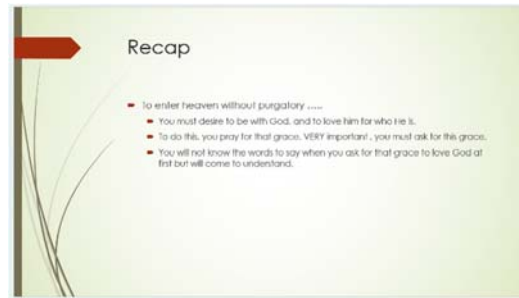 Recap
To enter heaven without purgatory .....
You must desire to be with God, and to love him for who He is.
To do this, you pray for that grace, VERY important , you must ask for this grace.
You will not know the words to say when you ask for that grace to love God at
first but will come to understand.